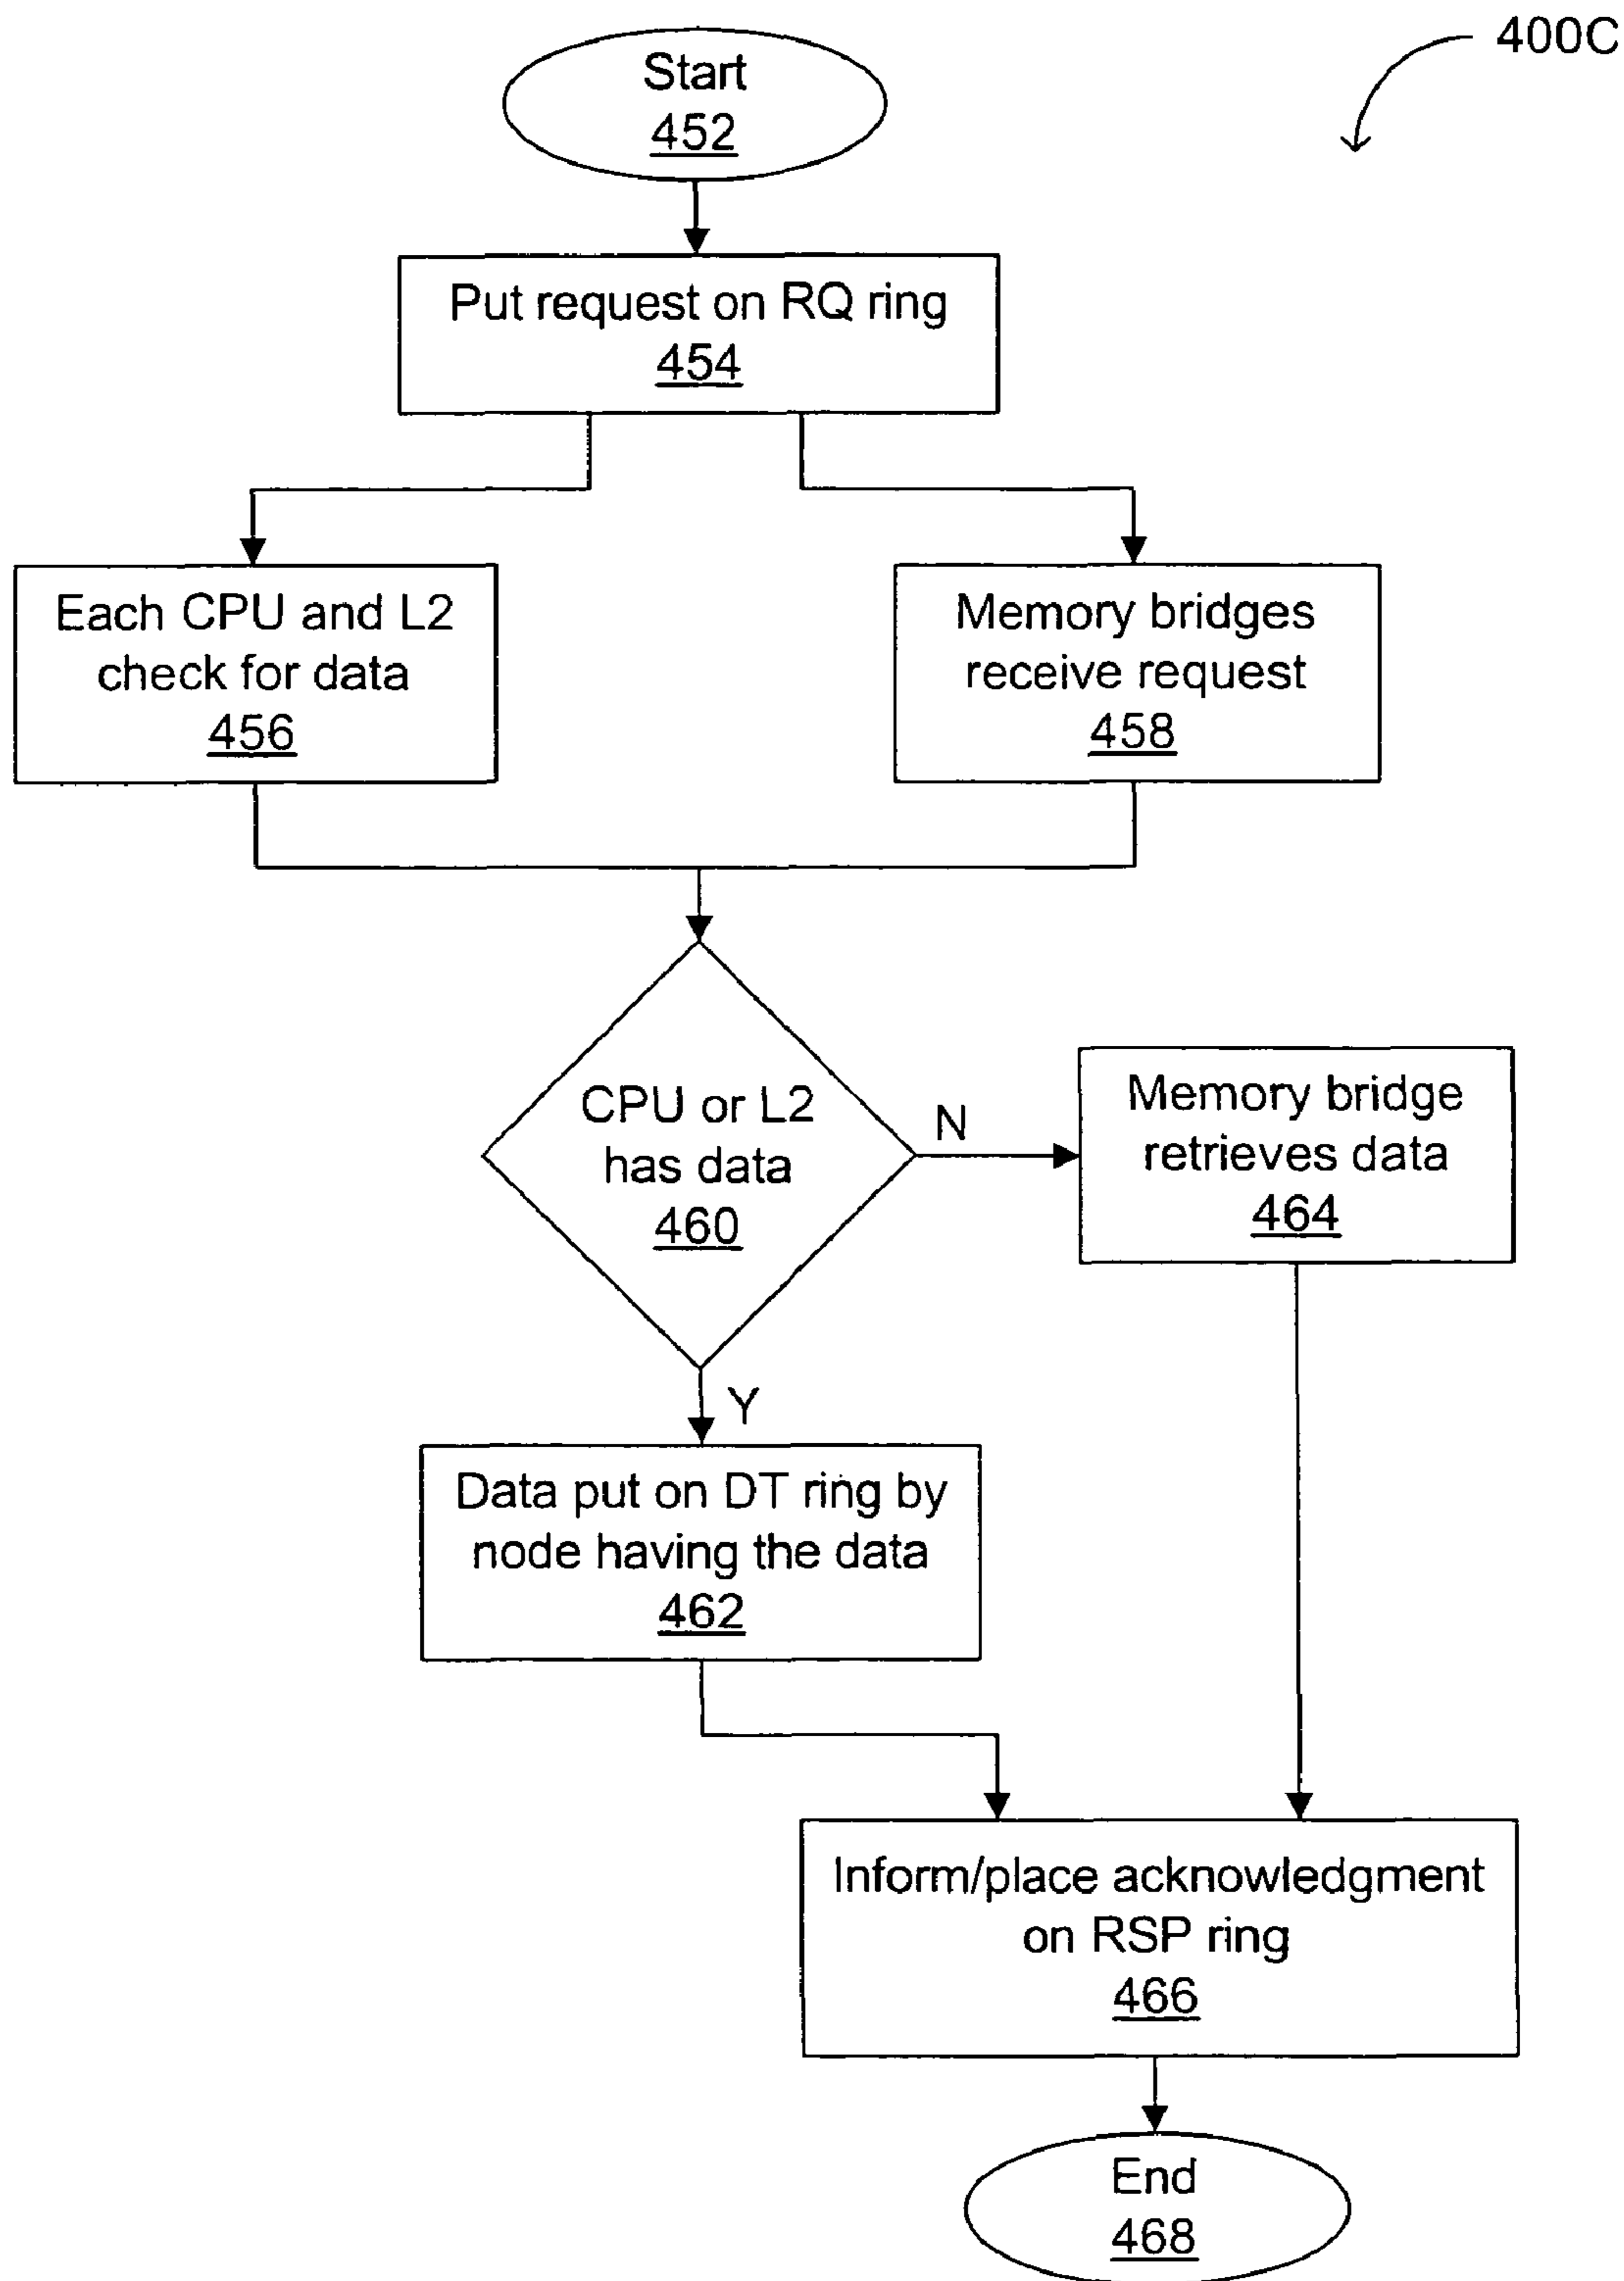 400C
Start
452
Put request on RQ ring
454
Each CPU and L2
check for data
456
Memory bridges
receive request
458
CPU or L2
has data
460
N
Memory bridge
retrieves data
464
Y
Data put on DT ring by
node having the data
462
Inform/place acknowledgment
on RSP ring
466
End
468